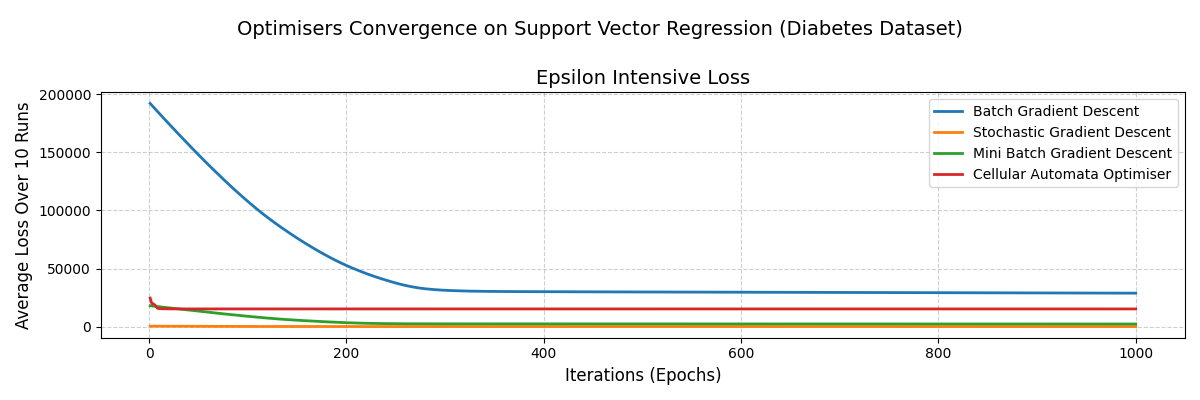 Optimisers Convergence on Support Vector Regression (Diabetes Dataset)
Epsilon Intensive Loss
Average Loss Over 10 Runs
200000
150000
100000
50000
0
Batch Gradient Descent
Stochastic Gradient Descent
Mini Batch Gradient Descent
Cellular Automata Optimiser
0 200 400 600 800 1000
Iterations (Epochs)